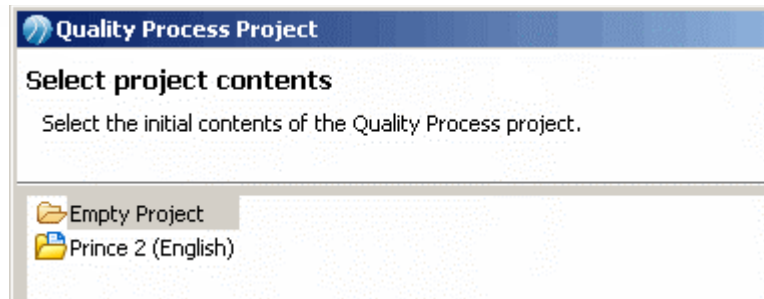 Quality Process Project
Select project contents
Select the initial contents of the Quality Process project.
Empty Project
Prince 2 (English)